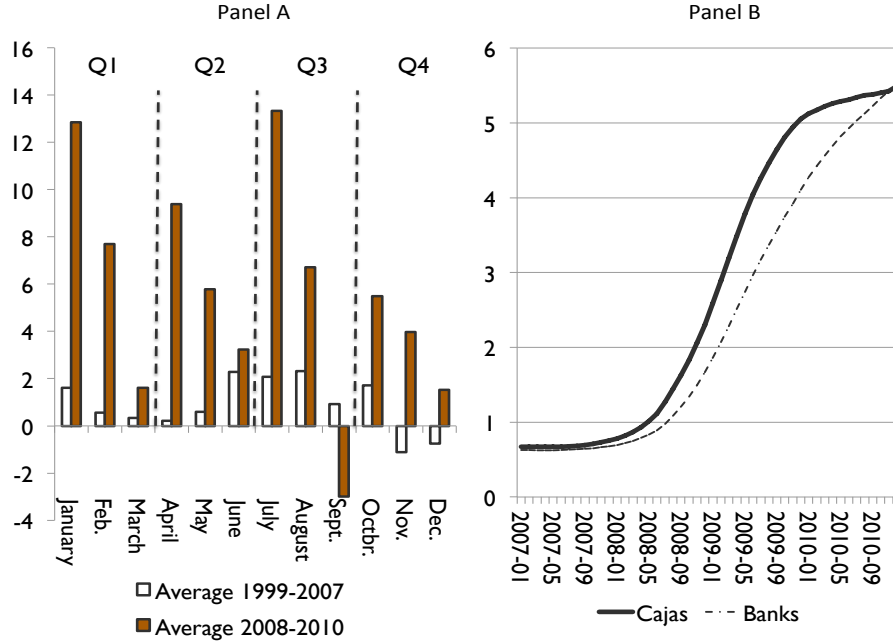 Panel A
16
14
12
10
8
6
4
2
0
-2
-4
Q1 Q2 Q3 Q4
January
Feb.
March
April
May
June
July
August
Sept.
Octbr.
Nov.
Dec.
Average 1999-2007
Average 2008-2010
Panel B
6
5
4
3
2
1
0
2007-01
2007-05
2007-09
2008-01
2008-05
2008-09
2009-01
2009-05
2009-09
2010-01
2010-05
2010-09
Cajas Banks